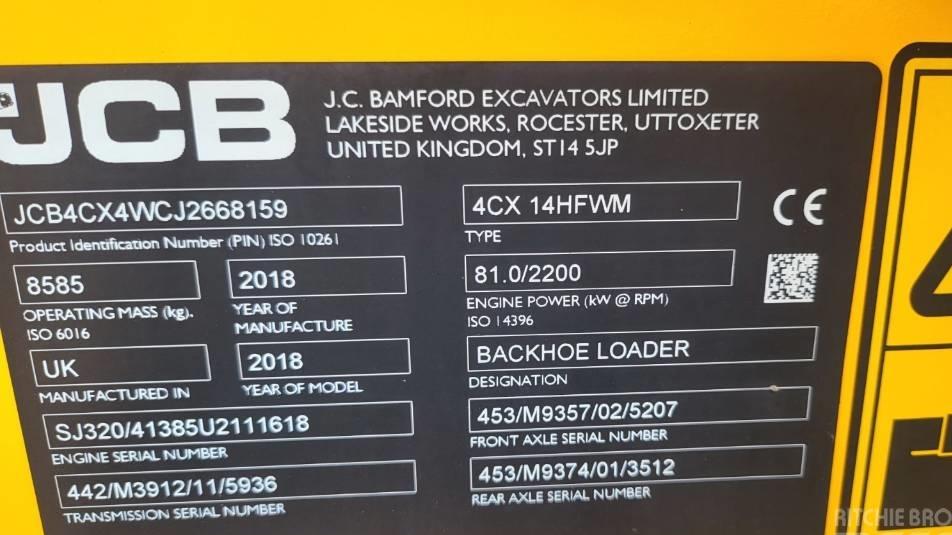 JCB
J.C. BAMFORD EXCAVATORS LIMITED
LAKESIDE WORKS, ROCESTER, UTTOXETER
UNITED KINGDOM, ST14 5JP
JCB4CX4WCJ2668159
Product Identification Number (PIN) ISO 10261
4CX 14HFWM
TYPE
CE
8585
OPERATING MASS (kg).
ISO 6016
2018
YEAR OF
MANUFACTURE
81.0/2200
ENGINE POWER (kW @ RPM)
ISO 14396
UK
MANUFACTURED IN
2018
YEAR OF MODEL
BACKHOE LOADER
DESIGNATION
SJ320/41385U2111618
ENGINE SERIAL NUMBER
453/M9357/02/5207
FRONT AXLE SERIAL NUMBER
442/M3912/11/5936
TRANSMISSION SERIAL NUMBER
453/M9374/01/3512
REAR AXLE SERIAL NUMBER
RITCHIE BRO